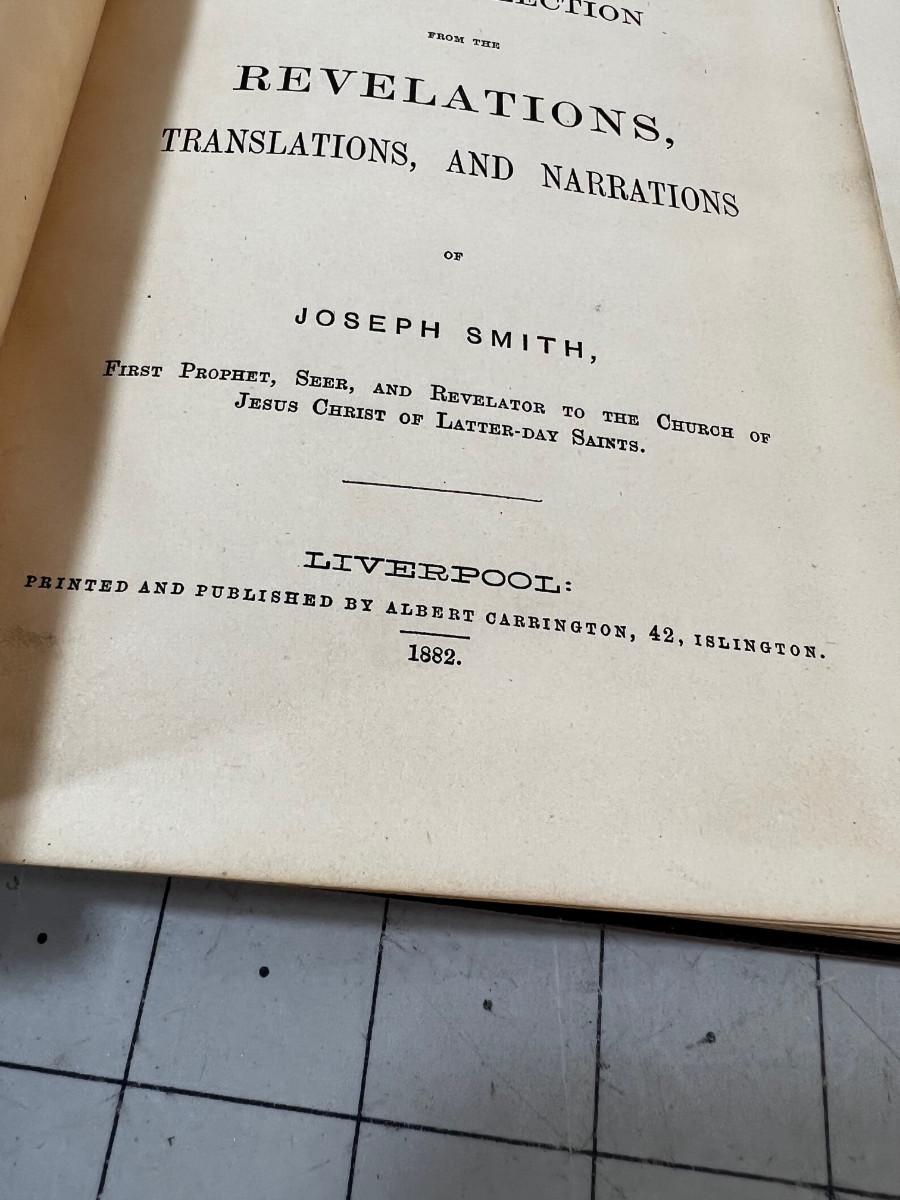 FROM THE
REVELATIONS,
TRANSLATIONS, AND NARRATIONS
OF
JOSEPH SMITH,
First Prophet, Seer, and Revelator to the Church of
Jesus Christ of Latter-day Saints.
LIVERPOOL:
PRINTED AND PUBLISHED BY ALBERT CARRINGTON, 42, ISLINGTON.
1882.